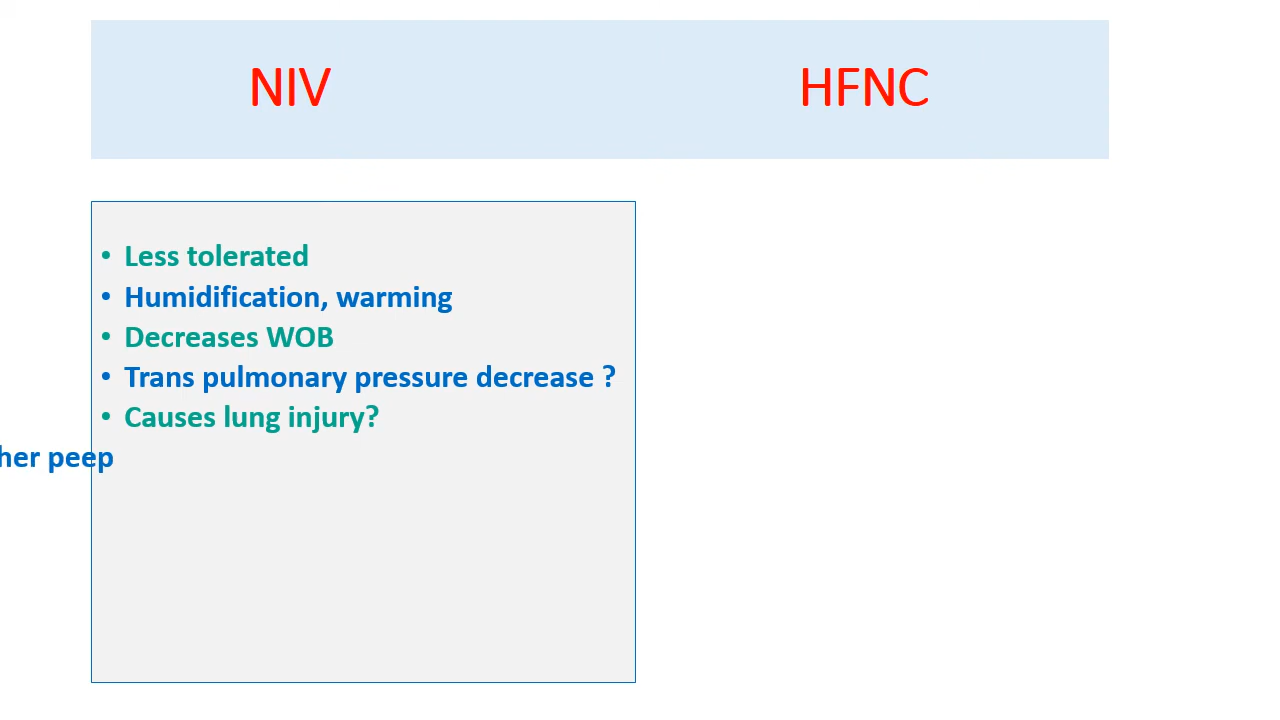 NIV HFNC
• Less tolerated
• Humidification, warming
• Decreases WOB
• Trans pulmonary pressure decrease ?
• Causes lung injury?
her peep